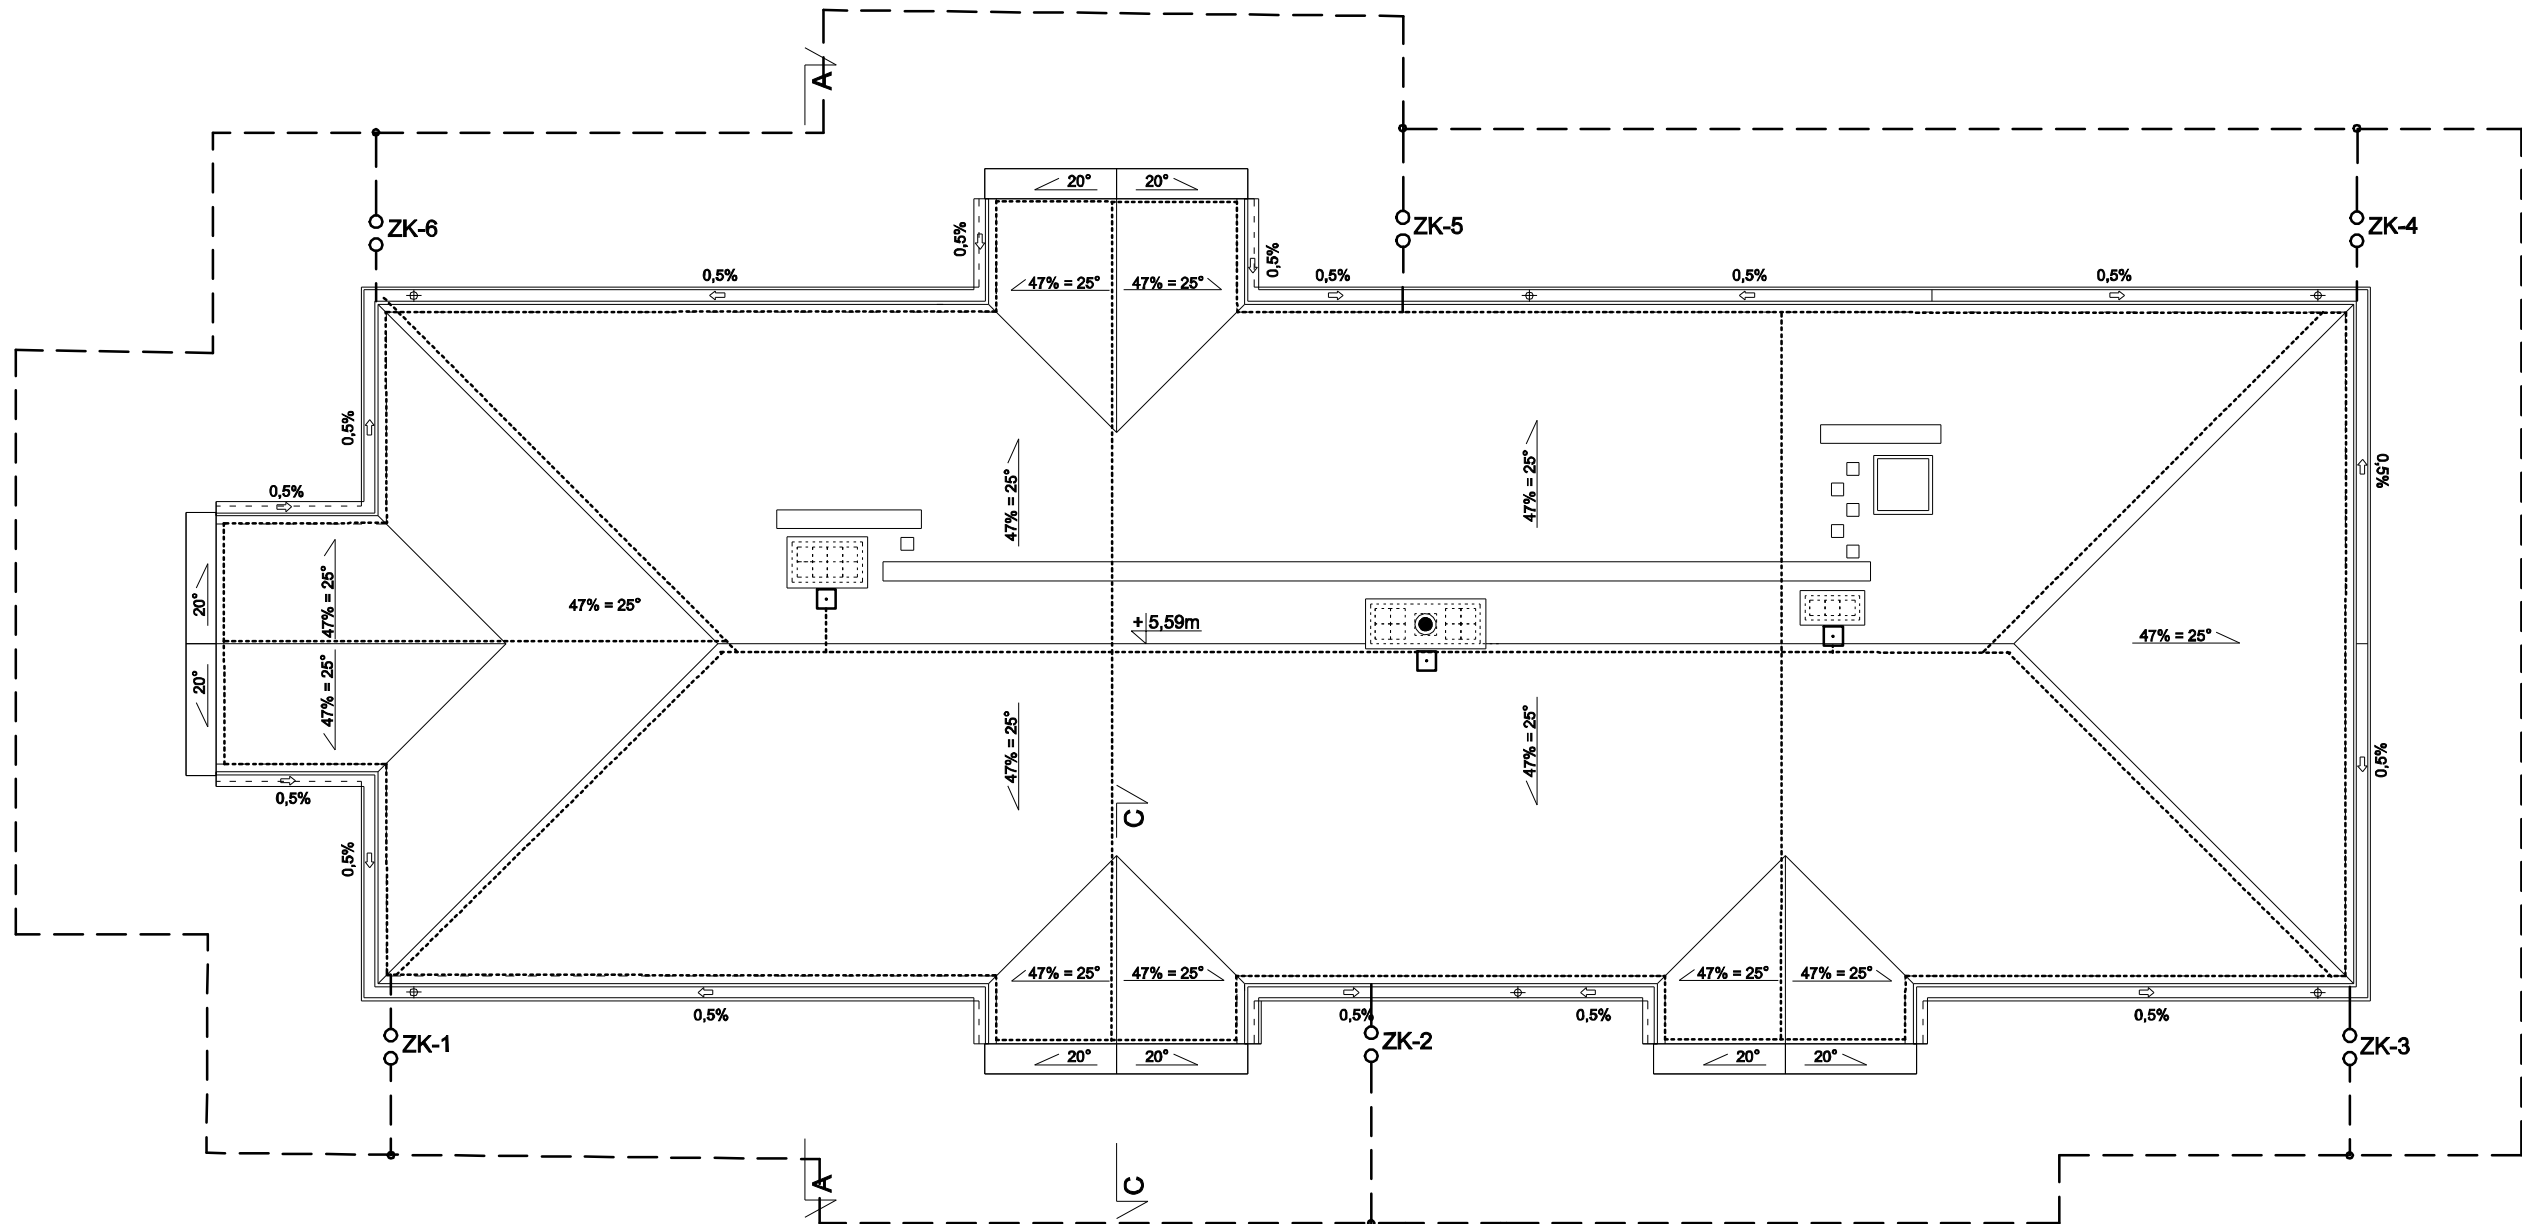 A
20°
20°
ZK-6
ZK-5
ZK-4
0,5%
0,5%
0,5%
0,5%
0,5%
0,5%
47% = 25°
47% = 25°
0,5%
47% = 25°
47% = 25°
0,5%
0,5%
20°
47% = 25°
47% = 25°
+5,59m
47% = 25°
20°
47% = 25°
47% = 25°
47% = 25°
0,5%
0,5%
C
0,5%
47% = 25°
47% = 25°
47% = 25°
47% = 25°
0,5%
0,5%
0,5%
0,5%
ZK-1
ZK-2
ZK-3
20°
20°
20°
20°
A
C